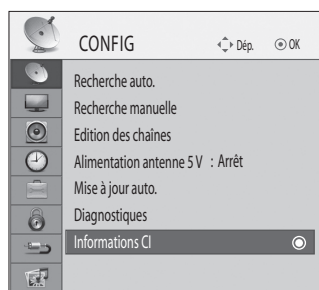 CONFIG Dép. OK
Recherche auto.
Recherche manuelle
Edition des chaînes
Alimentation antenne 5 V : Arrêt
Mise à jour auto.
Diagnostiques
Informations CI